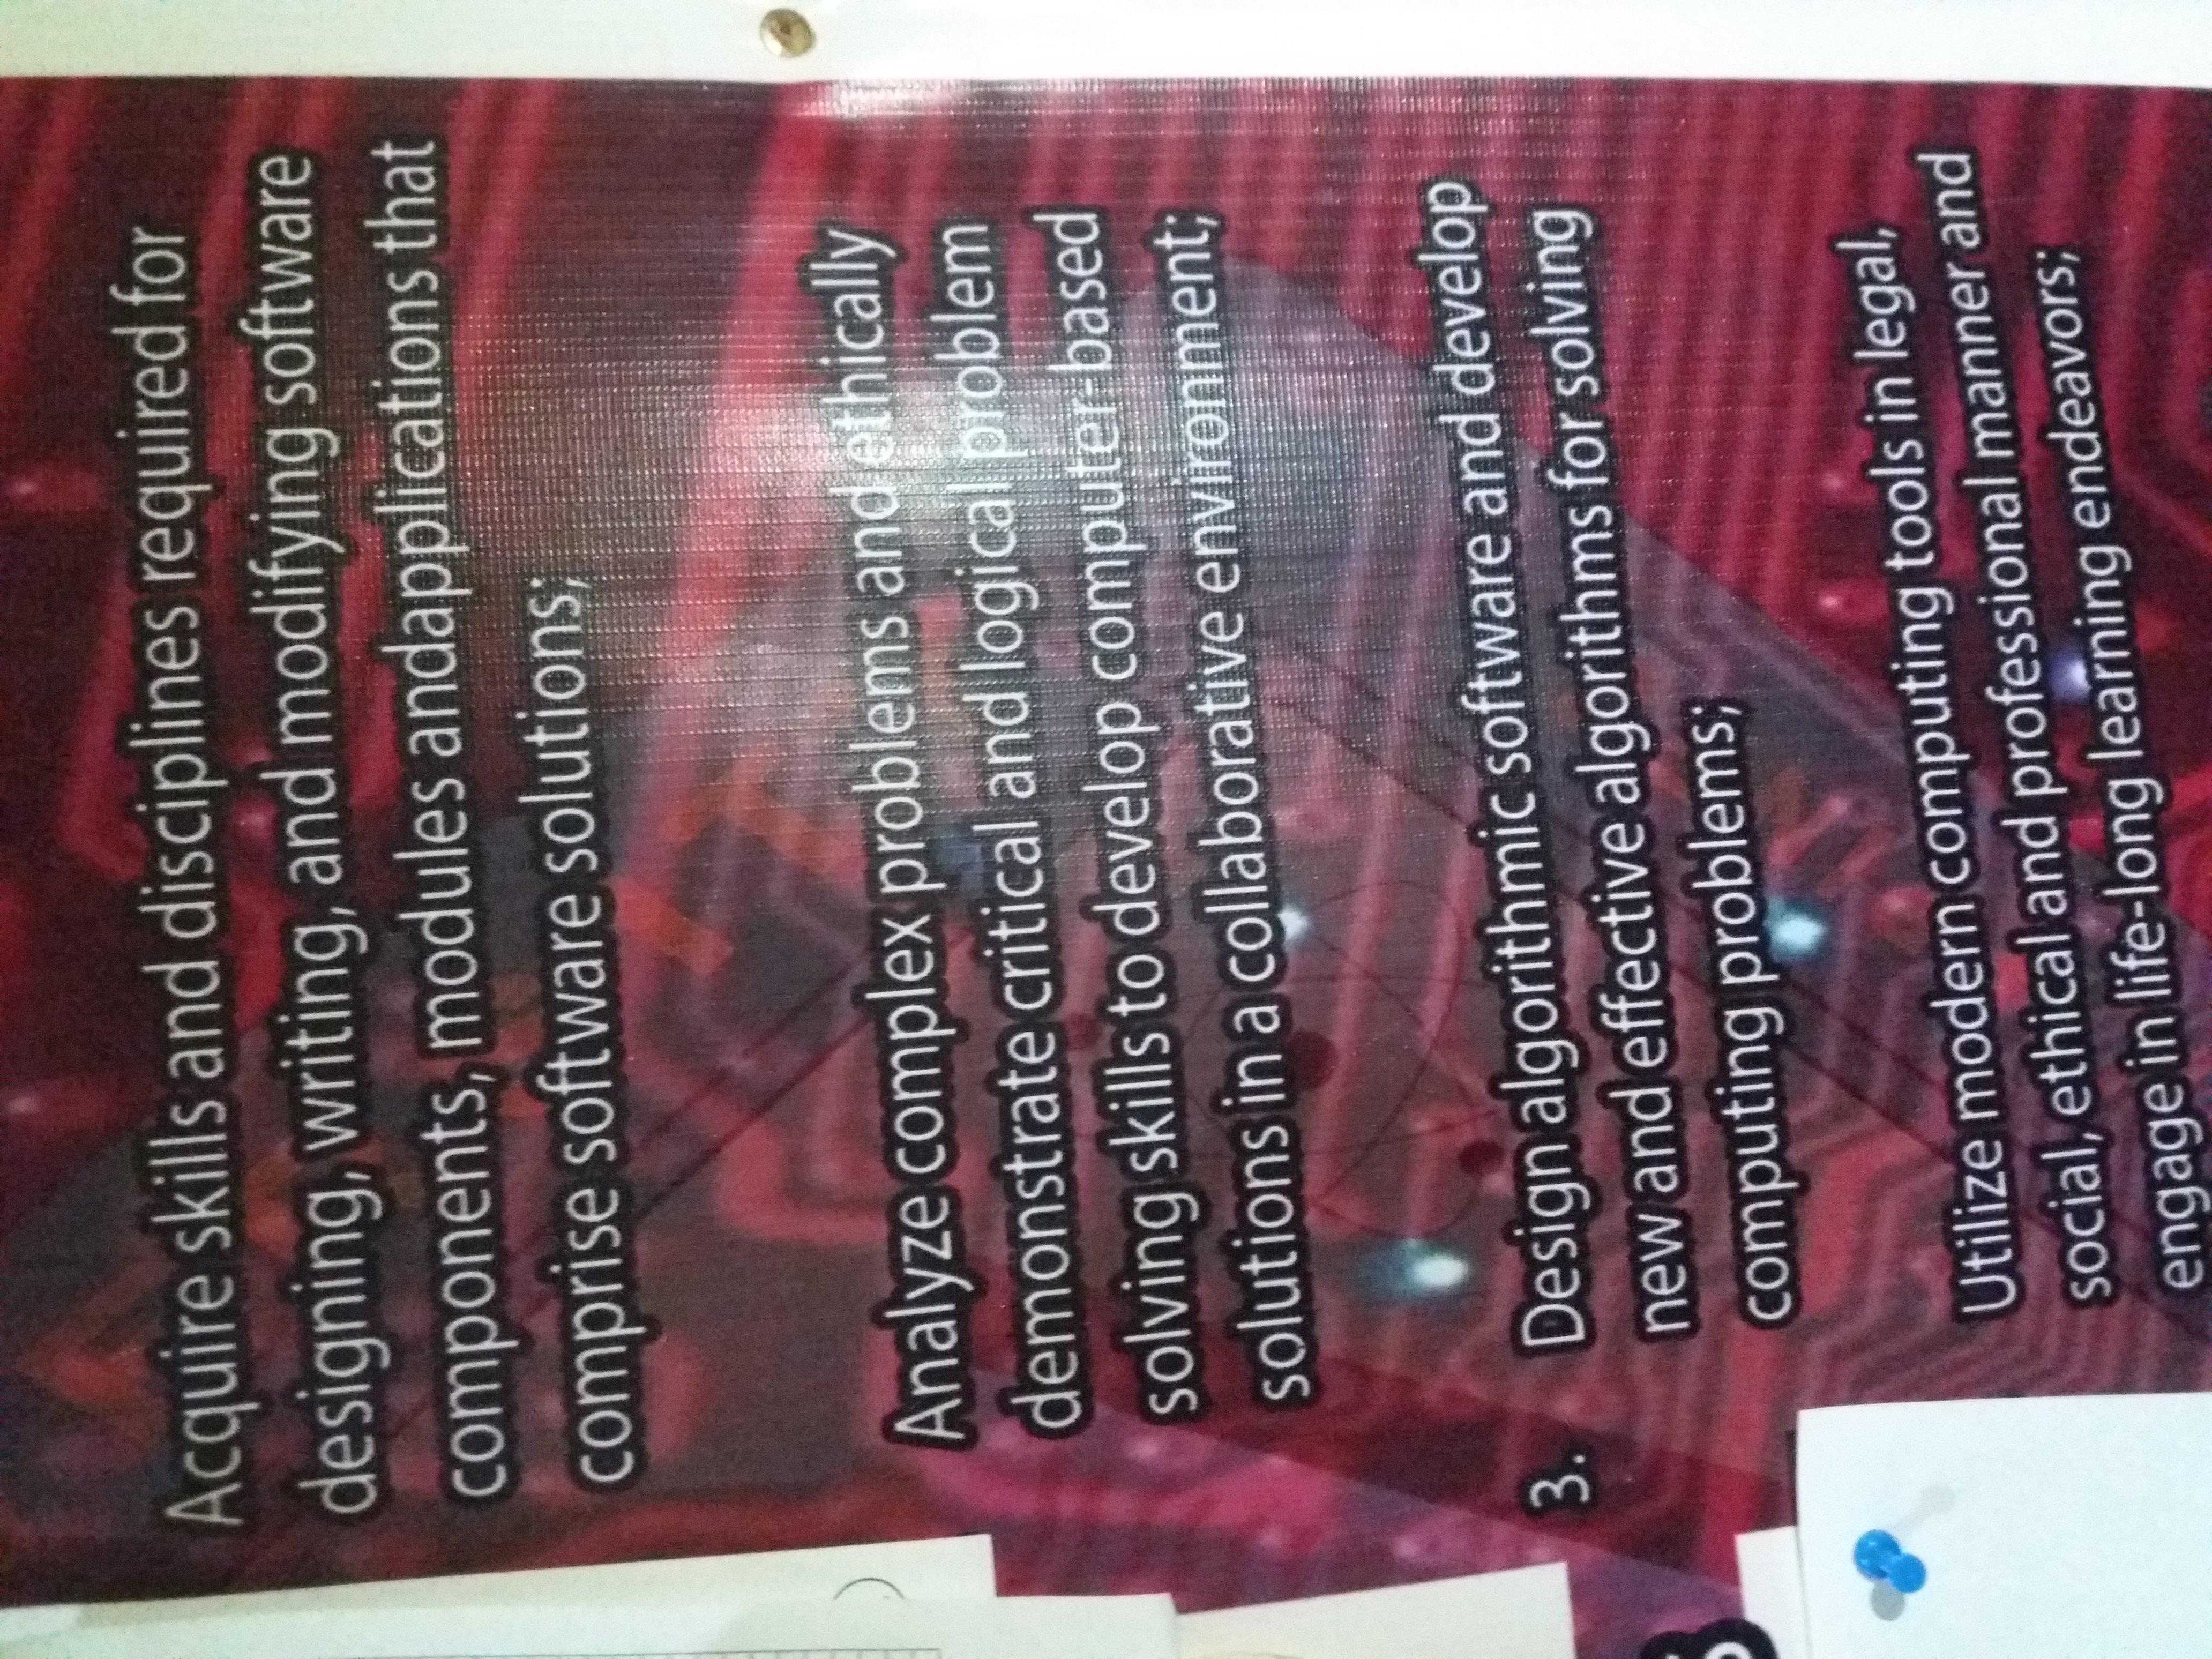 Acquire skills and disciplines required for
designing, writing, and modifying software
components, modules andapplications that
comprise software solutions;
Analyze complex problems and ethically
demonstrate critical and logical problem
solving skills to develop computer-based
solutions in a collaborative environment;
3. Design algorithmic software and develop
new and effective algorithms for solving
computing problems;
Utilize modern computing tools in legal,
social, ethical and professional manner and
engage in life-long learning endeavors;